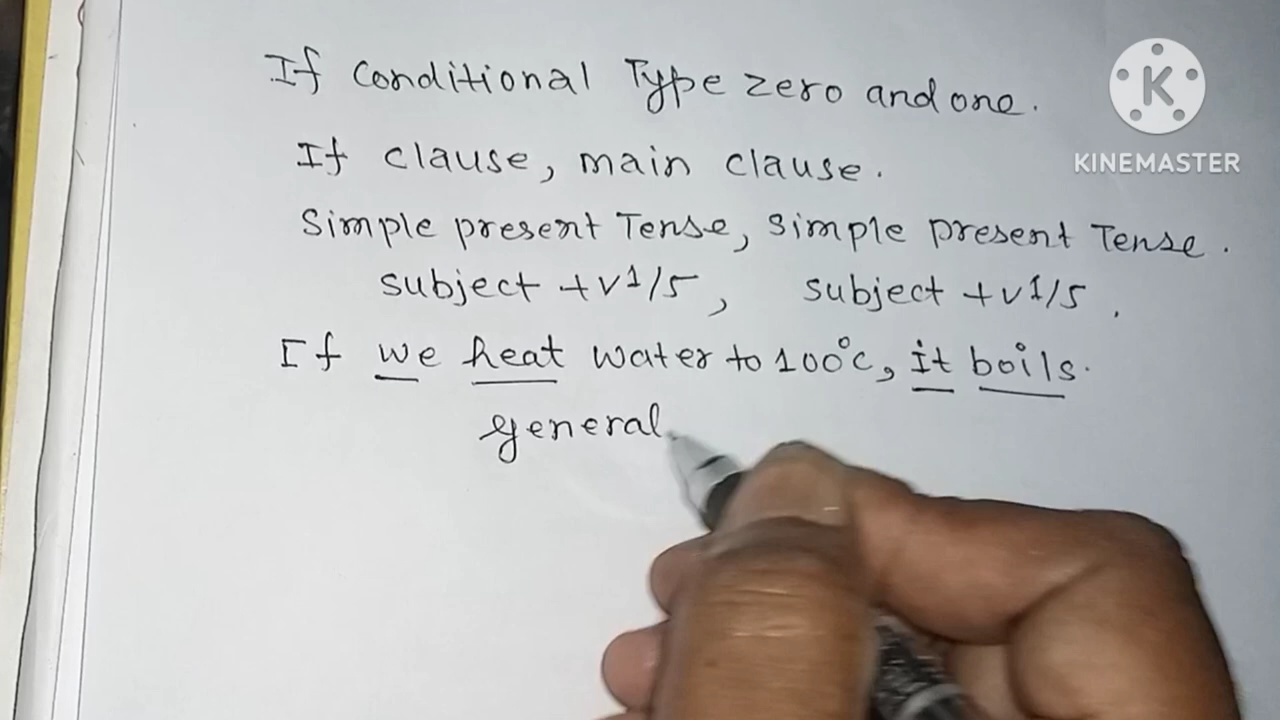 If conditional Type zero and one.
If clause, main clause.
Simple present Tense, simple present Tense.
subject + v1/5, subject + v1/5.
If we heat water to 100°c, it boils.
general
K
KINEMASTER